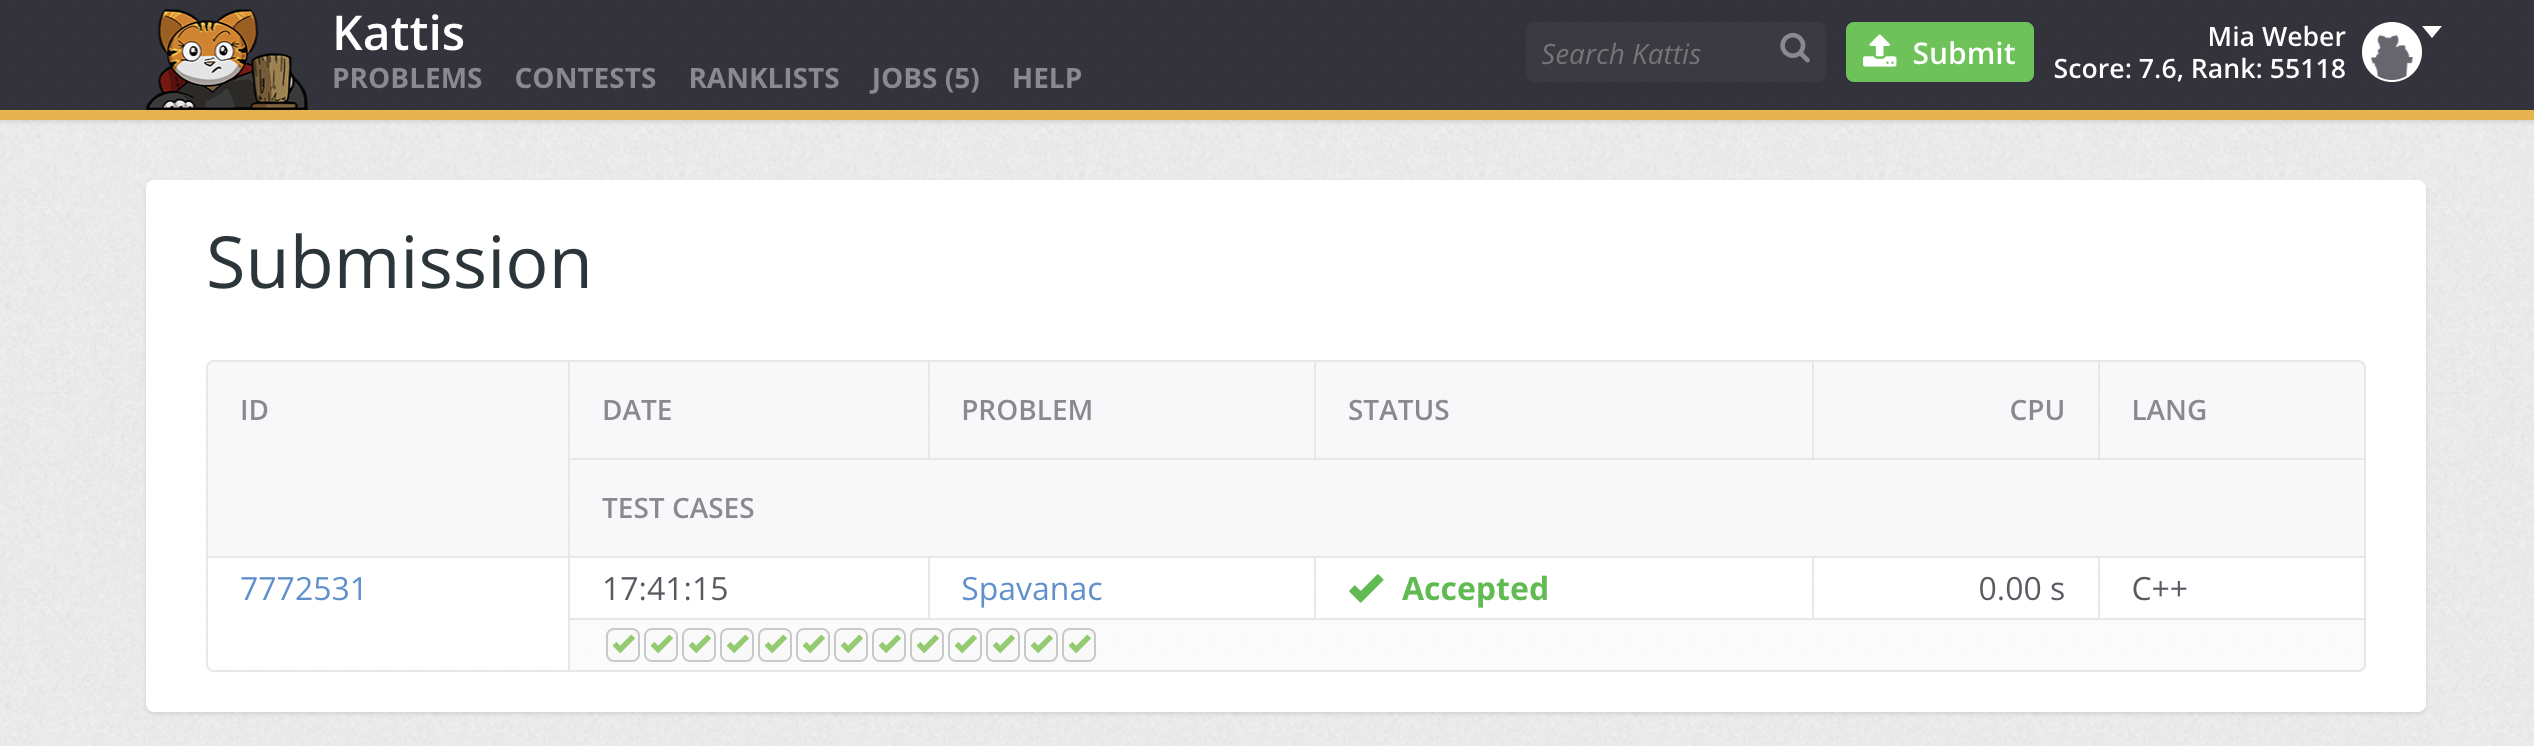 Kattis
PROBLEMS CONTESTS RANKLISTS JOBS (5) HELP
Search Kattis
Submit
Mia Weber
Score: 7.6, Rank: 55118
Submission
ID DATE PROBLEM STATUS CPU LANG
TEST CASES
7772531 17:41:15 Spavanac Accepted 0.00 s C++